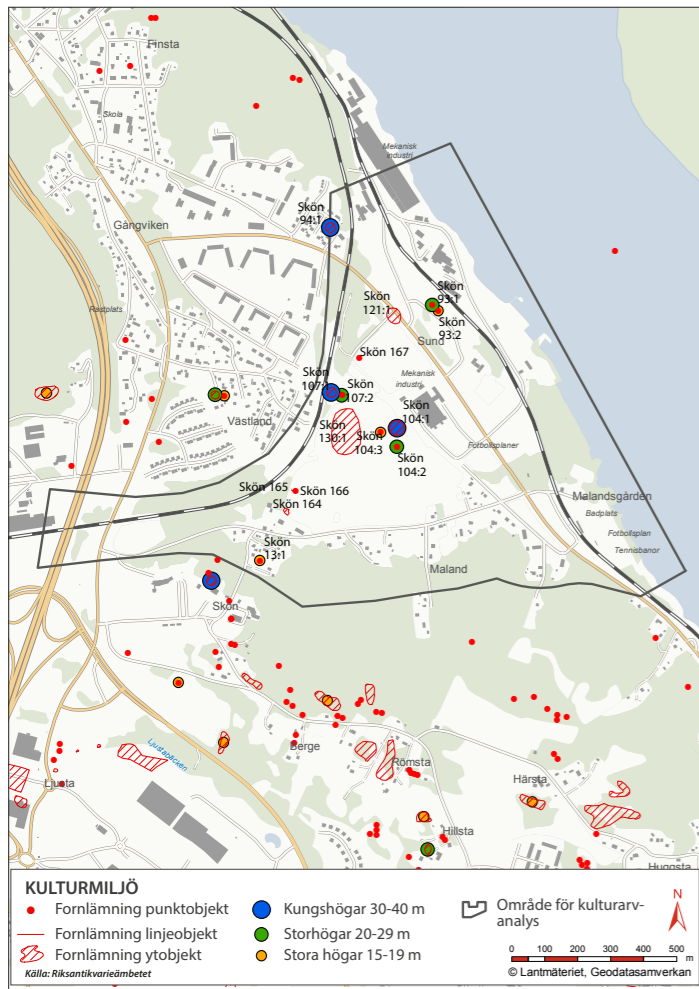 Finsta
Skola
Mekanisk
industri
Skön
94:1
Gångviken
Rastplats
Skön
93:1
Skön
121:1
Skön
93:2
Sund
Skön 167
Mekanisk
industri
Skön
107:1
Skön
107:2
Skön
104:1
Västland
Skön
130:1
Skön
104:3
Skön
104:2
Fotbollsplaner
Skön 165
Skön 166
Skön 164
Malandsgården
Badplats
Fotbollsplan
Tennisbanor
Skön
13:1
Maland
Skön
Ljustabäcken
Berge
Römsta
Ljusta
Härsta
Hillsta
Huggsta
KULTURMILJÖ
Fornlämning punktobjekt
Fornlämning linjeobjekt
Fornlämning ytobjekt
Källa: Riksantikvarieämbetet
Kungshögar 30-40 m
Storhögar 20-29 m
Stora högar 15-19 m
Område för kulturarv-
analys
N
0 100 200 300 400 500
m
© Lantmäteriet, Geodatasamverkan